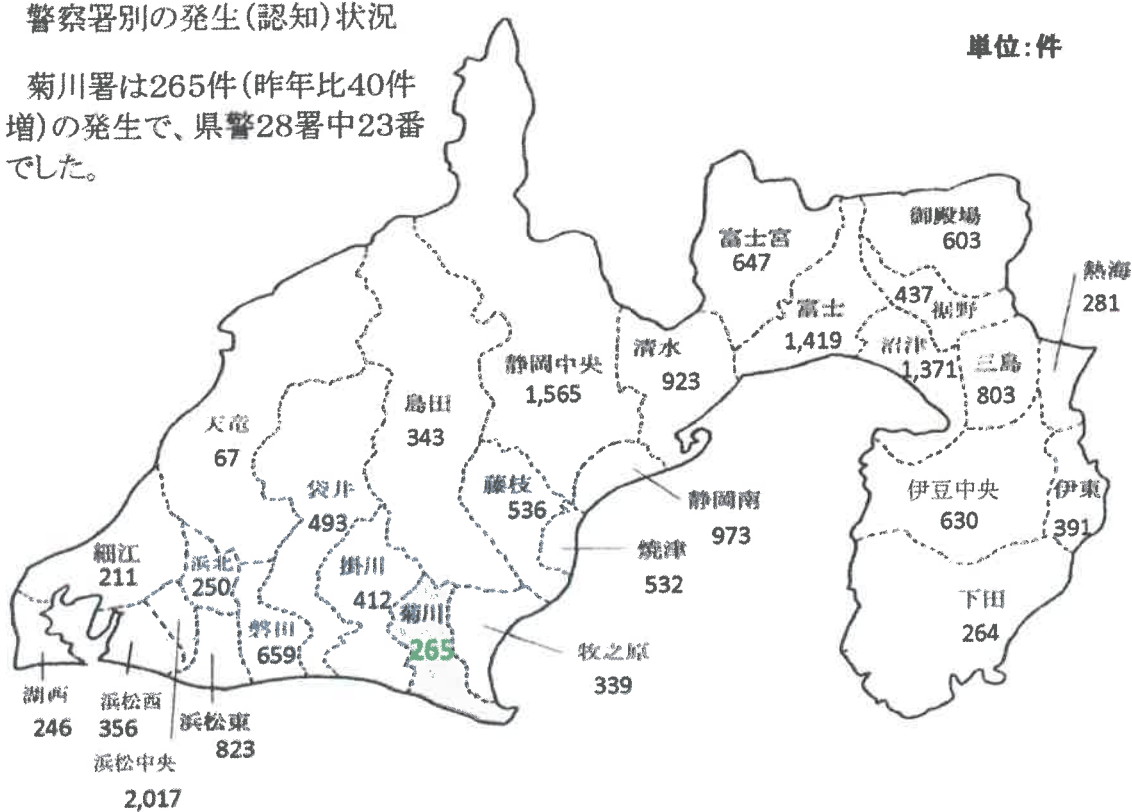 警察署別の発生(認知)状況
単位:件
菊川署は265件(昨年比40件
増)の発生で、県警28署中23番
でした。
御殿場
603
富士宮
647
熱海
281
437
裾野
富士
1,419
沼津
1,371
三島
803
清水
923
静岡中央
1,565
島田
343
天竜
67
藤枝
536
袋井
493
静岡南
973
伊豆中央
630
伊東
391
焼津
532
細江
211
浜北
250
掛川
412
菊川
265
磐田
659
下田
264
牧之原
339
湖西
246
浜松西
356
浜松東
823
浜松中央
2,017